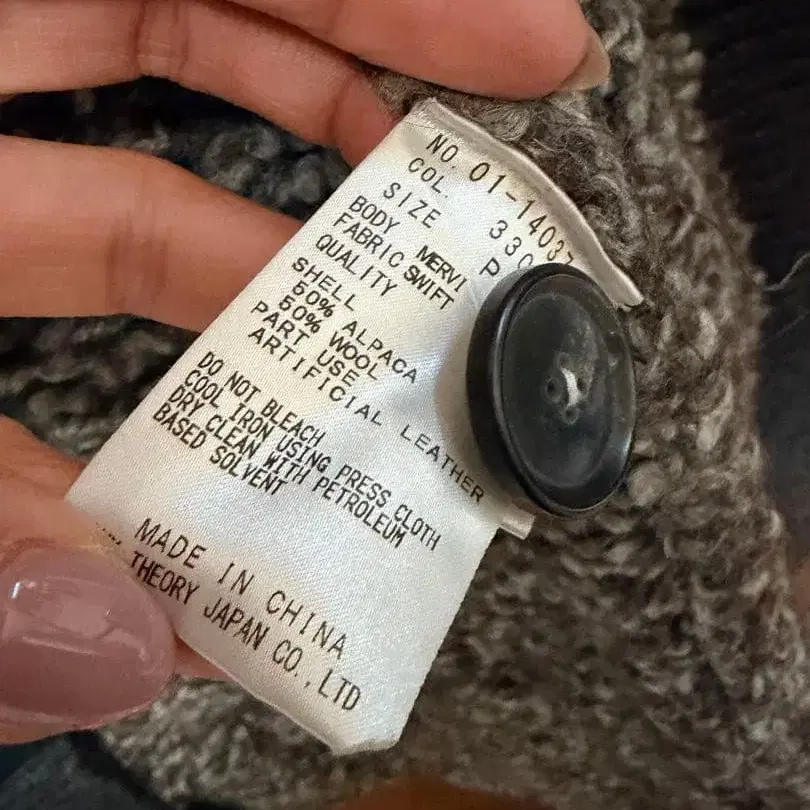 NO. 01-14037
COL. 330
SIZE P
BODY MERVI
FABRIC SWIFT
QUALITY
SHELL
50% ALPACA
50% WOOL
PART USE
ARTIFICIAL LEATHER
DO NOT BLEACH
COOL IRON USING PRESS CLOTH
DRY CLEAN WITH PETROLEUM
BASED SOLVENT
MADE IN CHINA
THEORY JAPAN CO.,LTD